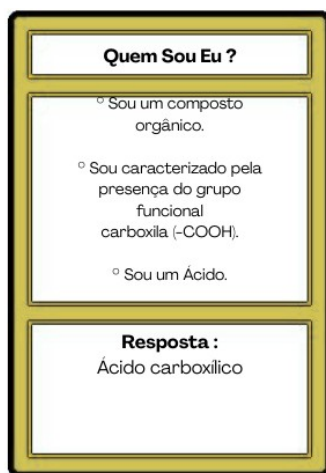 Quem Sou Eu ?
° Sou um composto
orgânico.
° Sou caracterizado pela
presença do grupo
funcional
carboxila (-COOH).
° Sou um Ácido.
Resposta :
Ácido carboxílico